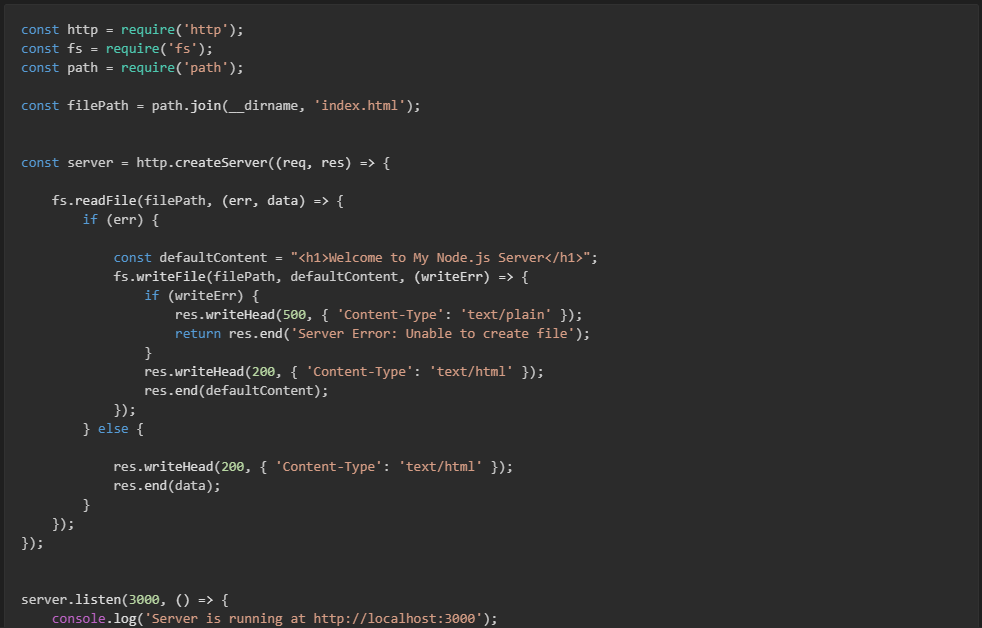 const http = require('http');
const fs = require('fs');
const path = require('path');

const filePath = path.join(__dirname, 'index.html');


const server = http.createServer((req, res) => {

    fs.readFile(filePath, (err, data) => {
        if (err) {

            const defaultContent = "<h1>Welcome to My Node.js Server</h1>";
            fs.writeFile(filePath, defaultContent, (writeErr) => {
                if (writeErr) {
                    res.writeHead(500, { 'Content-Type': 'text/plain' });
                    return res.end('Server Error: Unable to create file');
                }
                res.writeHead(200, { 'Content-Type': 'text/html' });
                res.end(defaultContent);
            });
        } else {

            res.writeHead(200, { 'Content-Type': 'text/html' });
            res.end(data);
        }
    });
});


server.listen(3000, () => {
    console.log('Server is running at http://localhost:3000');